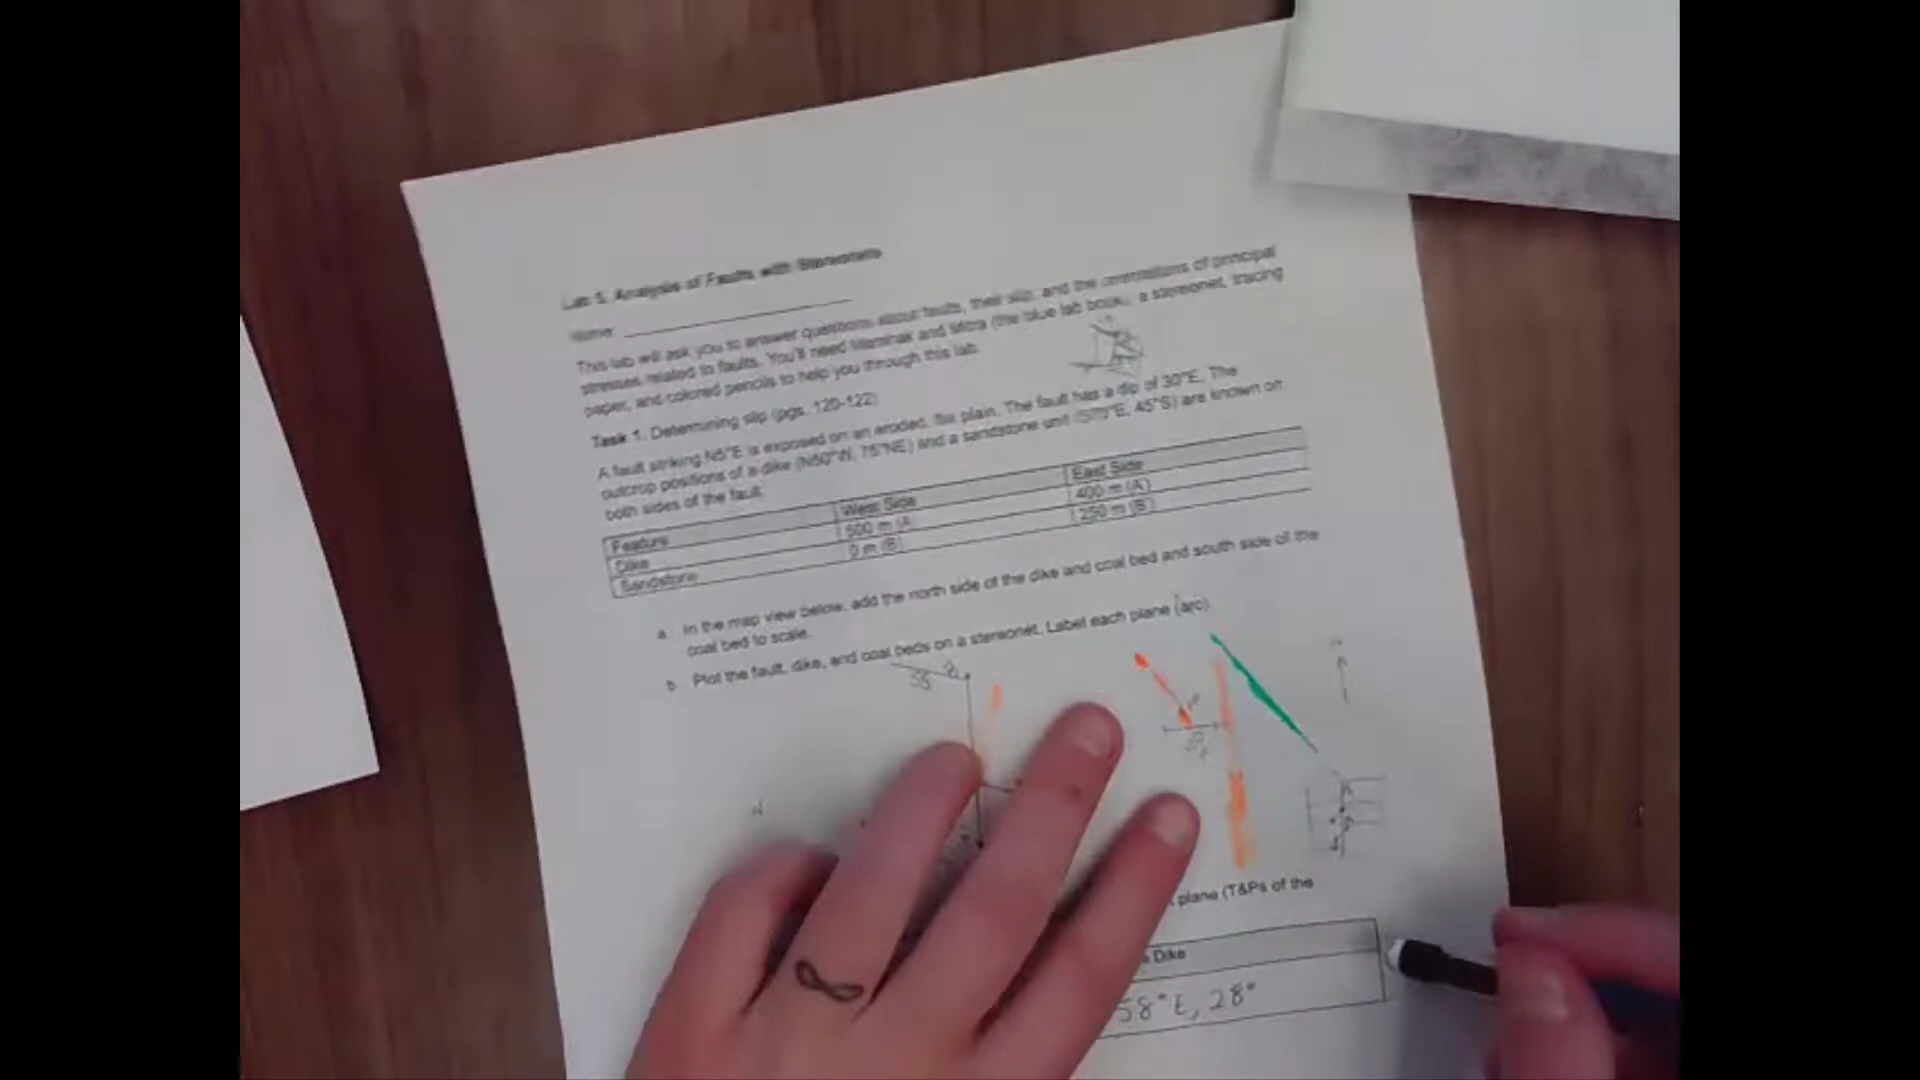 Lab 5. Analysis of Faults with Stereonets
Name:
This lab will ask you to answer questions about faults, their slip, and the orientations of principal
stresses related to faults. You'll need Marshak and Mitra (the blue lab book), a stereonet, tracing
paper, and colored pencils to help you through this lab.
Task 1. Determining slip (pgs. 120-122)
A fault striking N5°E is exposed on an eroded, flat plain. The fault has a dip of 30°E. The
outcrop positions of a dike (N50°W, 75°NE) and a sandstone unit 45°S) are known on
both sides of the fault.
Feature West Side East Side
Dike 500 m (A) 400 m (A')
Sandstone 0 m (B) 250 m (B')
a. In the map view below, add the north side of the dike and coal bed and south side of the
coal bed to scale.
b. Plot the fault, dike, and coal beds on a stereonet. Label each plane (arc).
plane (T&Ps of the
Dike
58°E, 28°